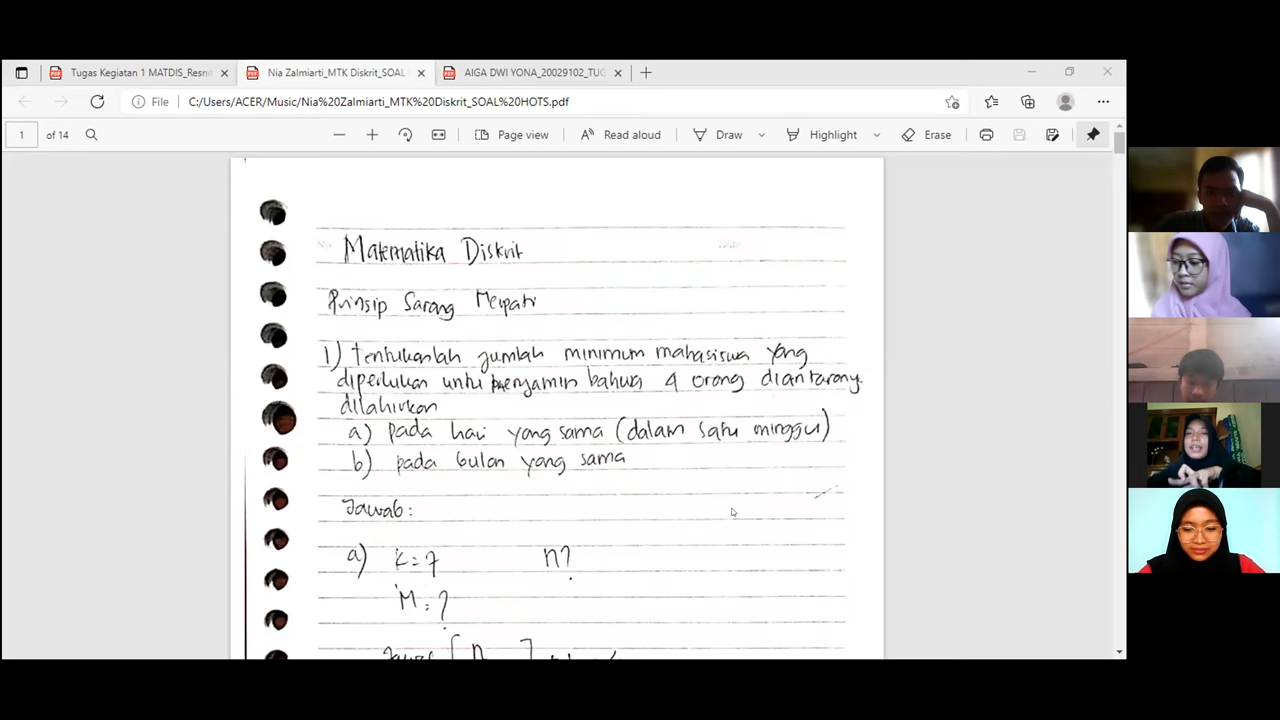 Tugas Kegiatan 1 MATDIS_Resni
Nia Zalmiarti_MTK Diskrit_SOAL
AIGA DWI YONA_20029102_TUG
File
C:/Users/ACER/Music/Nia%20Zalmiarti_MTK%20Diskrit_SOAL%20HOTS.pdf
1 of 14
Page view
Read aloud
Draw
Highlight
Erase
Matematika Diskrit
Prinsip Sarang Merpati
1) Tentukanlah jumlah minimum mahasiswa yang
diperlukan untu menjamin bahwa 4 orang diantarany
dilahirkan
a) pada hari yang sama (dalam satu minggu)
b) pada bulan yang sama
Jawab:
a) K = 7 n?
M = ?